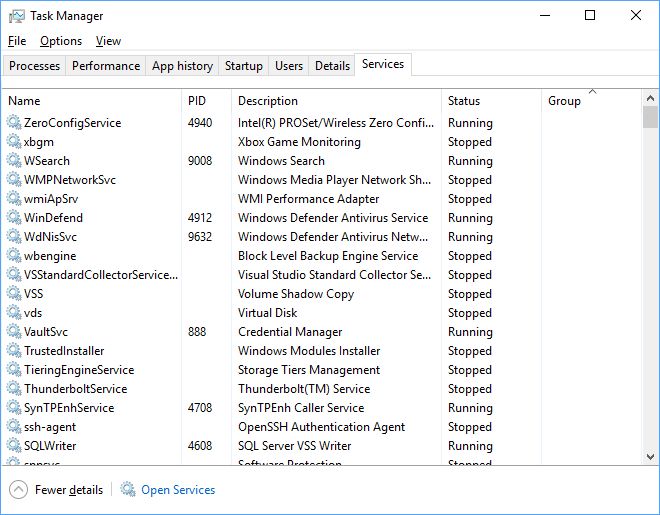 Task Manager
File Options View
Processes Performance App history Startup Users Details Services
Name PID Description Status Group
ZeroConfigService 4940 Intel(R) PROSet/Wireless Zero Confi... Running
xbgm Xbox Game Monitoring Stopped
WSearch 9008 Windows Search Running
WMPNetworkSvc Windows Media Player Network Sh... Stopped
wmiApSrv WMI Performance Adapter Stopped
WinDefend 4912 Windows Defender Antivirus Service Running
WdNisSvc 9632 Windows Defender Antivirus Netw... Running
wbengine Block Level Backup Engine Service Stopped
VSStandardCollectorService... Visual Studio Standard Collector Se... Stopped
VSS Volume Shadow Copy Stopped
vds Virtual Disk Stopped
VaultSvc 888 Credential Manager Running
TrustedInstaller Windows Modules Installer Stopped
TieringEngineService Storage Tiers Management Stopped
ThunderboltService Thunderbolt(TM) Service Stopped
SynTPEnhService 4708 SynTPEnh Caller Service Running
ssh-agent OpenSSH Authentication Agent Stopped
SQLWriter 4608 SQL Server VSS Writer Running
sppsvc Software Protection Stopped
Fewer details Open Services